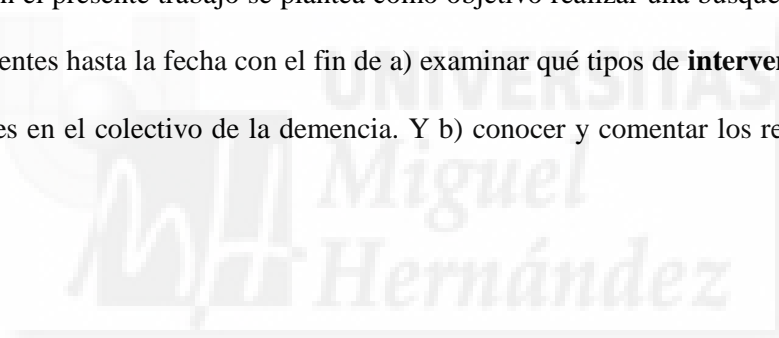 n el presente trabajo se plantea como objetivo realizar una búsque
entes hasta la fecha con el fin de a) examinar qué tipos de interve
UNIVERSITAS
es en el colectivo de la demencia. Y b) conocer y comentar los re
Miguel
Hernández